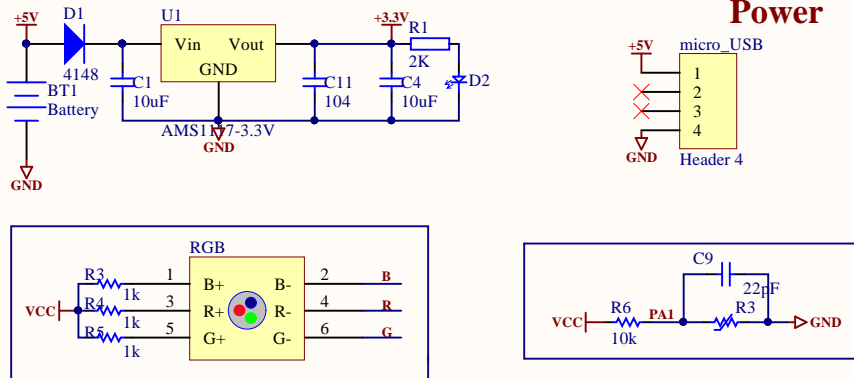 Power
+5V
D1
4148
BT1
Battery
C1
10uF
U1
Vin
Vout
GND
AMS1117-3.3V
GND
C11
104
+3.3V
C4
10uF
R1
2K
D2
GND
+5V
micro_USB
1
2
3
4
GND
Header 4
RGB
VCC
R3
1k
R4
1k
R5
1k
1
3
5
B+
R+
G+
B-
R-
G-
2
4
6
B
R
G
C9
22pF
VCC
R6
10k
PA1
R3
GND